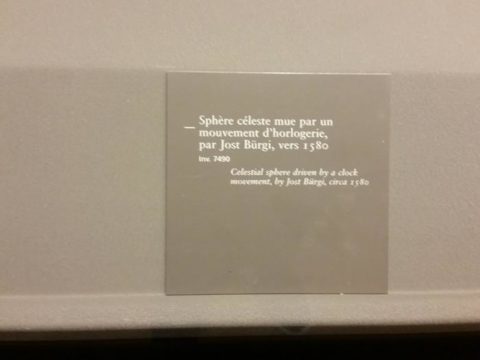 — Sphère céleste mue par un
mouvement d'horlogerie,
par Jost Bürgi, vers 1580
Inv. 7490
Celestial sphere driven by a clock
movement, by Jost Bürgi, circa 1580